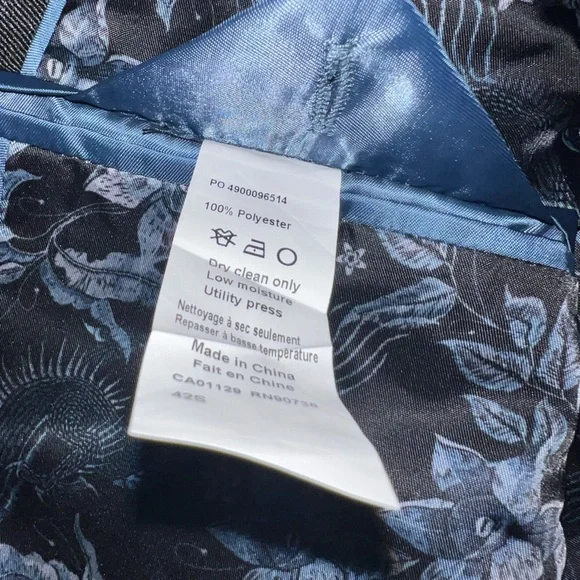 PO 4900096514
100% Polyester
Dry clean only
Low moisture
Utility press
Nettoyage à sec seulement
Repasser à basse température
Made in China
Fait en Chine
CA01129 RN90736
42S